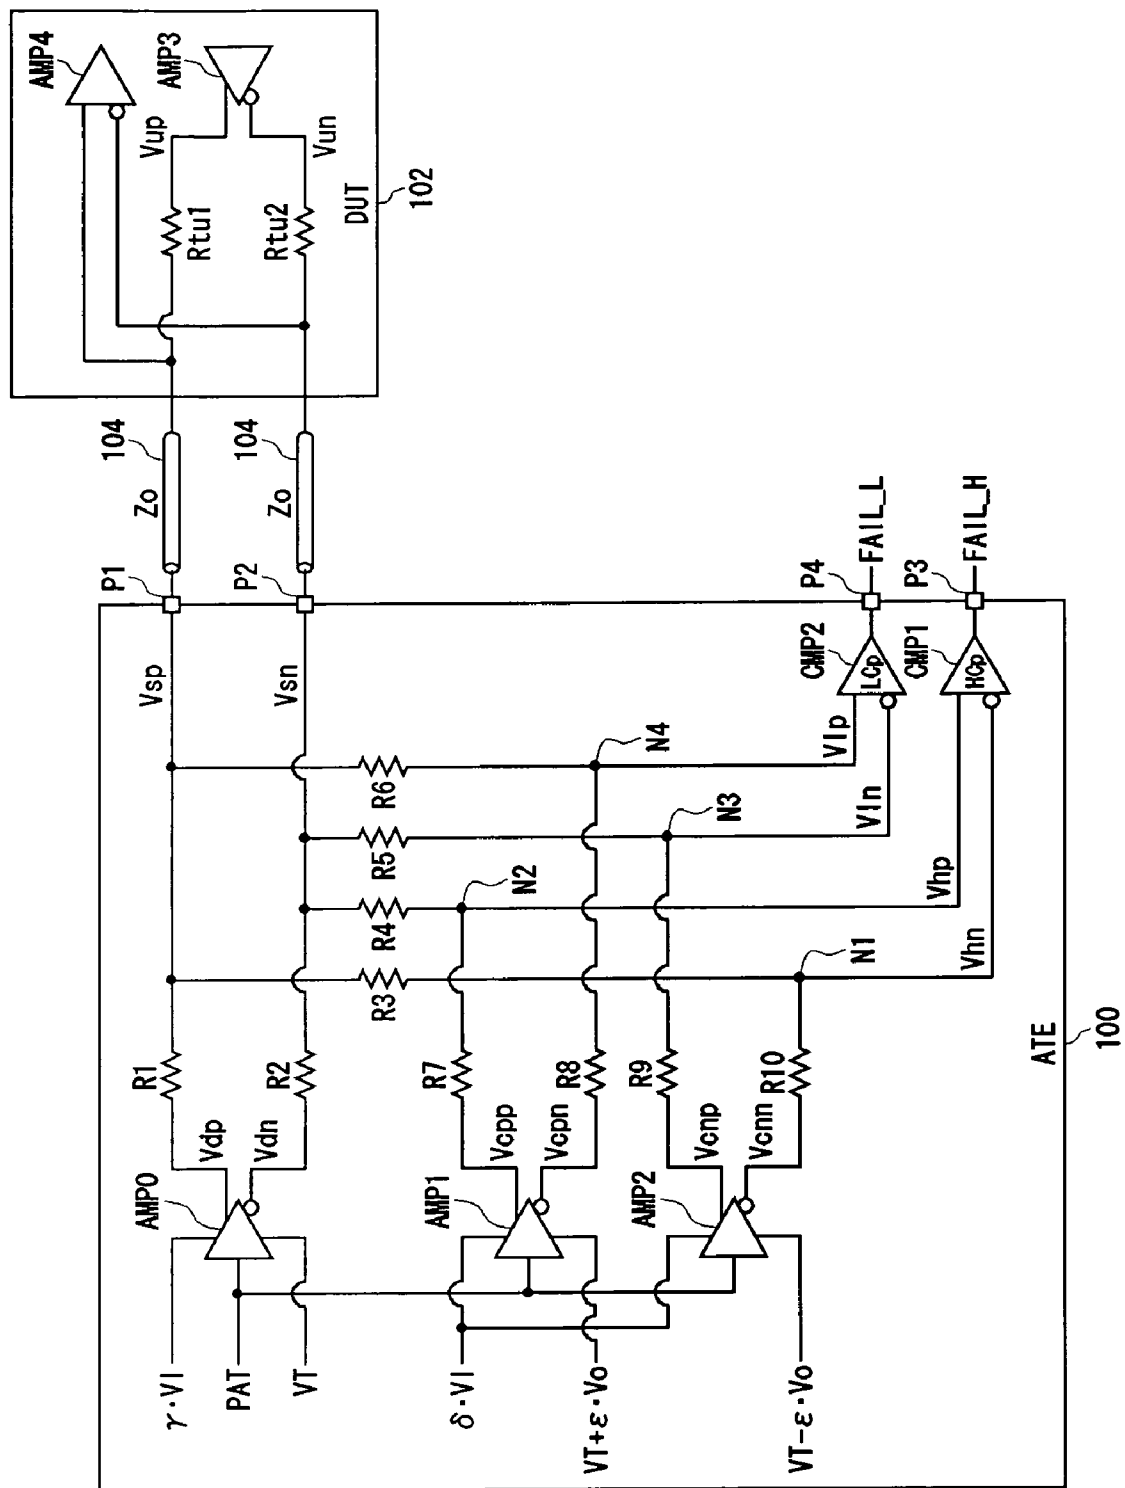 AMP4
AMP3
Vup
Vun
Rtu1
Rtu2
DUT
102
104
Zo
104
Zo
P1
P2
P4
FAIL_L
P3
FAIL_H
CMP2
LCp
CMP1
HCp
Vsp
Vsn
Vlp
Vln
Vhp
Vhn
N4
N3
N2
N1
R6
R5
R4
R3
R1
R2
R7
R8
R9
R10
Vdp
Vdn
Vcpp
Vcpn
Vcnp
Vcnn
AMP0
AMP1
AMP2
ATE
100
γ・VI
PAT
VT
δ・VI
VT+ε・Vo
VT−ε・Vo